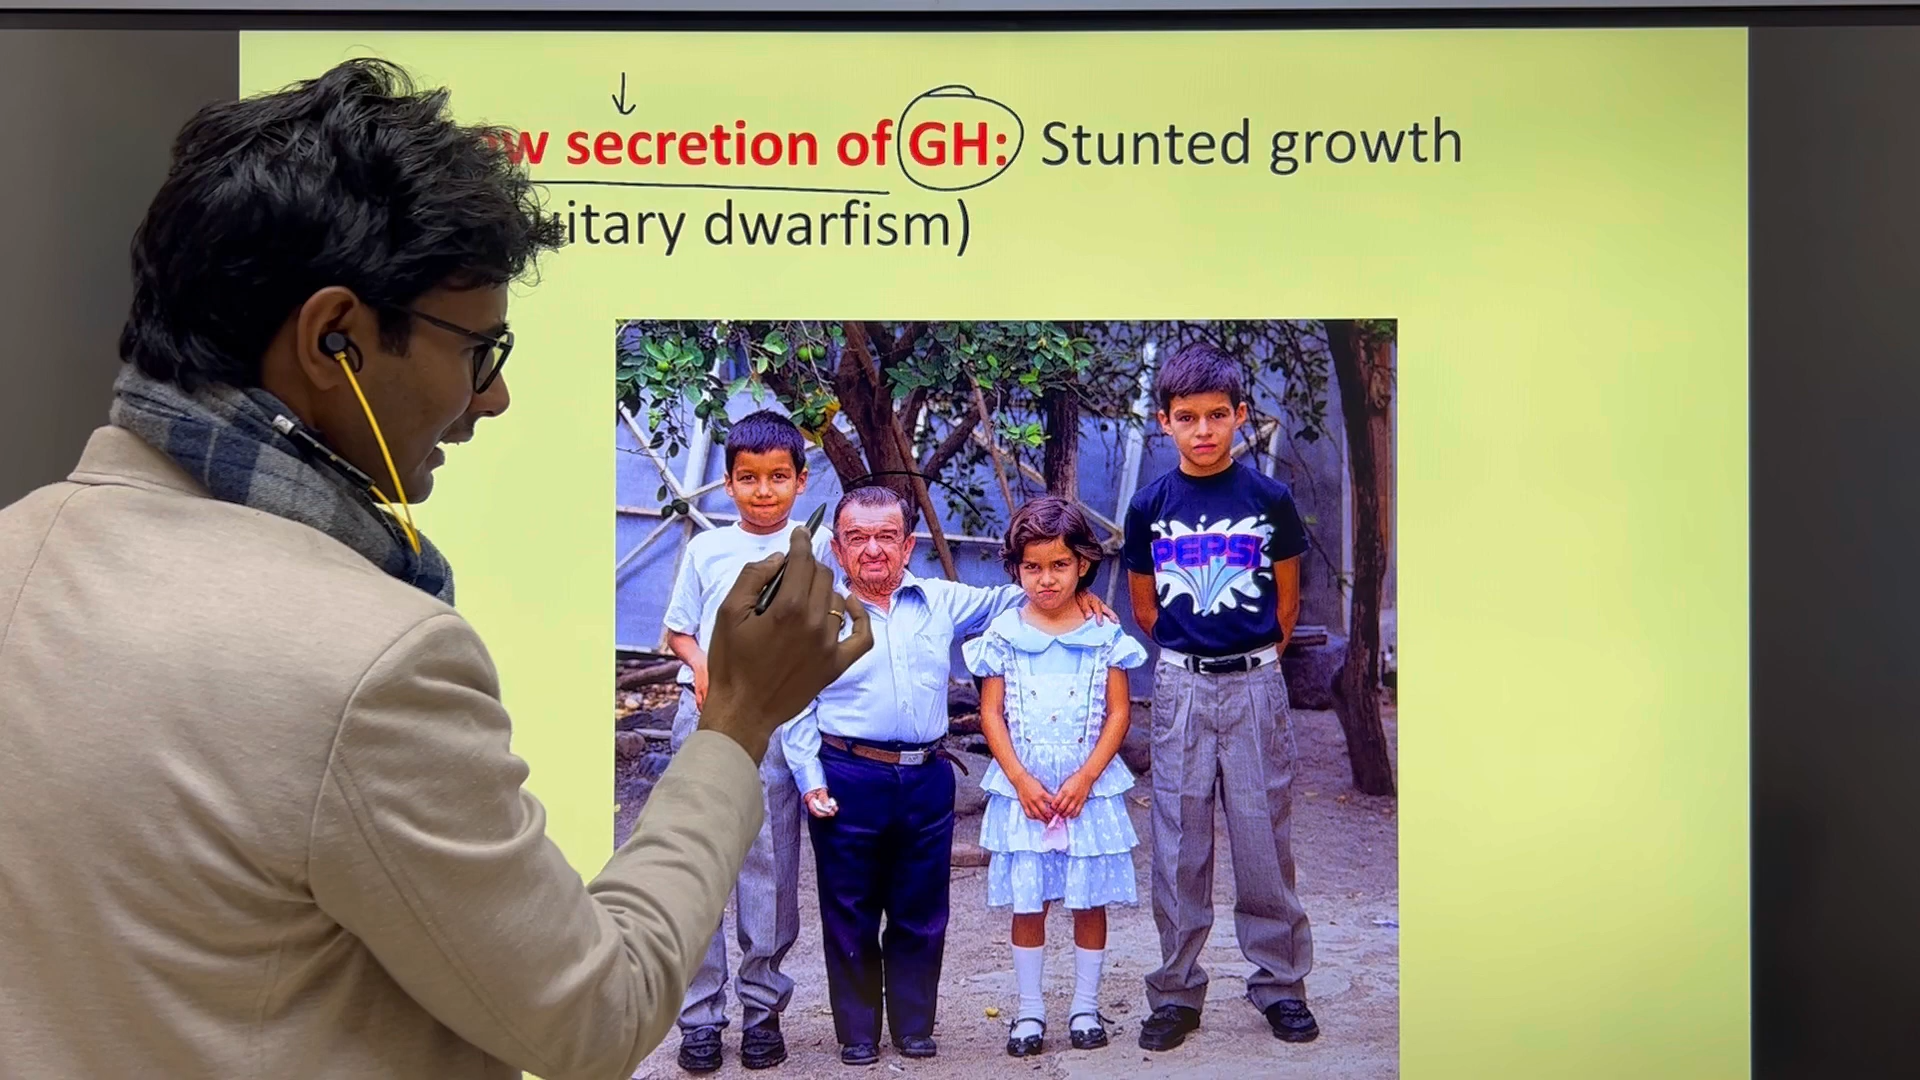 secretion of GH: Stunted growth
dwarfism)
PEPSI